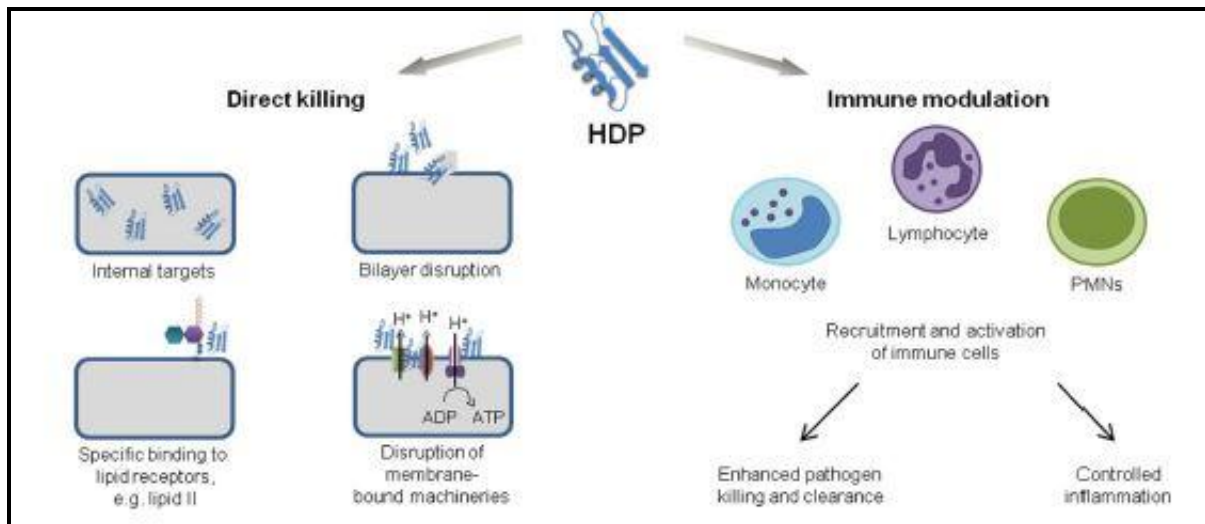 HDP
Direct killing
Internal targets
Bilayer disruption
Specific binding to
lipid receptors,
e.g. lipid II
H+ H+ H+
ADP ATP
Disruption of
membrane-
bound machineries
Immune modulation
Monocyte
Lymphocyte
PMNs
Recruitment and activation
of immune cells
Enhanced pathogen
killing and clearance
Controlled
inflammation